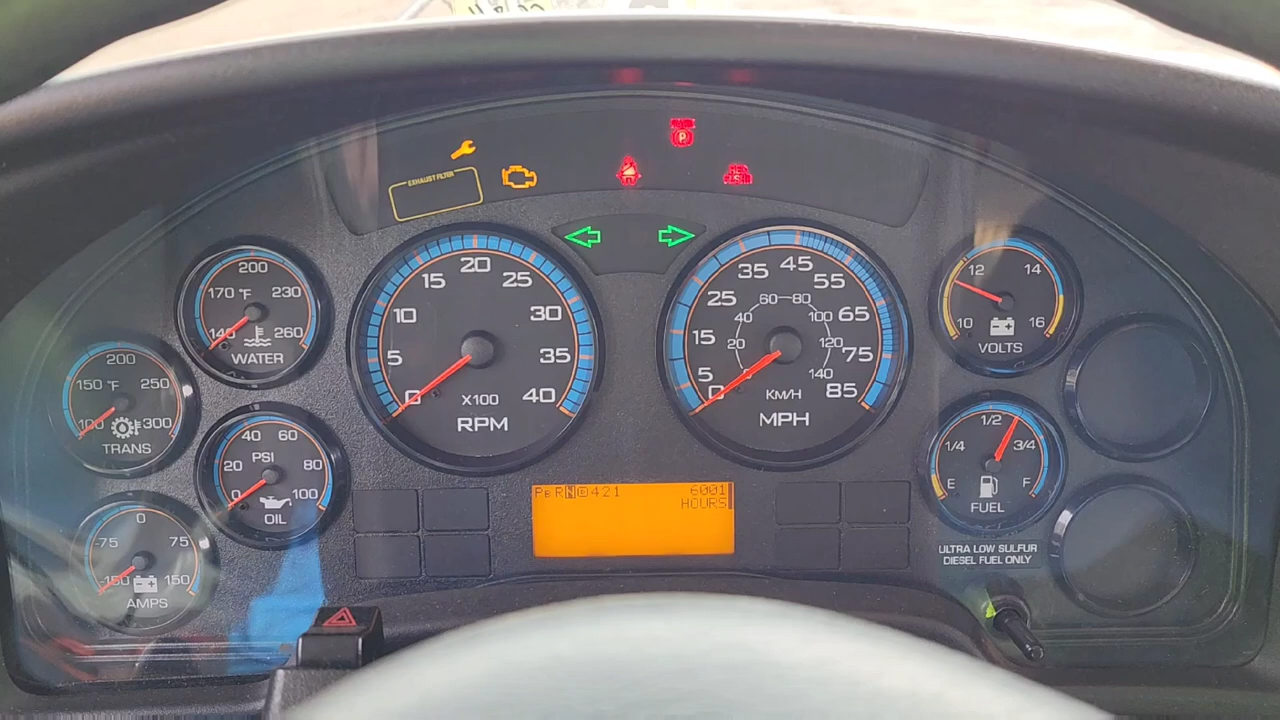 EXHAUST FILTER
P
140
170 °F
200
230
260
WATER
0
5
10
15
20
25
30
35
40
X100
RPM
0
5
15
25
35
45
55
65
75
85
20
40
60
80
100
120
140
KM/H
MPH
10
12
14
16
VOLTS
100
150 °F
200
250
300
TRANS
0
20
40
60
80
100
PSI
OIL
E
1/4
1/2
3/4
F
FUEL
-150
-75
0
75
150
AMPS
6001
HOURS
ULTRA LOW SULFUR
DIESEL FUEL ONLY